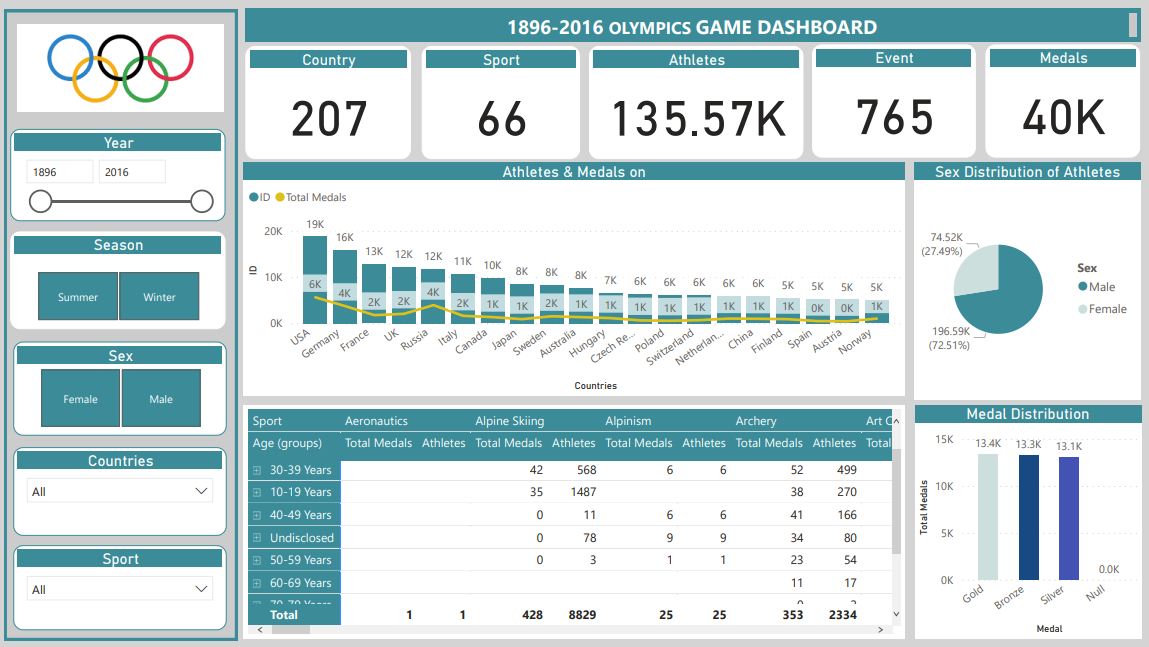 1896-2016 OLYMPICS GAME DASHBOARD
Year
1896 2016
Season
Summer Winter
Sex
Female Male
Countries
All
Sport
All
Country
207
Sport
66
Athletes
135.57K
Event
765
Medals
40K
Athletes & Medals on
ID Total Medals
ID
20K
10K
0K
19K 16K 13K 12K 12K 11K 10K 8K 8K 8K 7K 6K 6K 6K 6K 6K 5K 5K 5K 5K
6K 4K 2K 2K 4K 2K 1K 1K 2K 1K 1K 1K 1K 1K 1K 1K 1K 0K 0K 1K
USA Germany France UK Russia Italy Canada Japan Sweden Australia Hungary Czech Re... Poland Switzerland Netherlan... China Finland Spain Austria Norway
Countries
Sex Distribution of Athletes
74.52K
(27.49%)
196.59K
(72.51%)
Sex
Male
Female
Sport Aeronautics Alpine Skiing Alpinism Archery Art C
Age (groups) Total Medals Athletes Total Medals Athletes Total Medals Athletes Total Medals Athletes Total
30-39 Years 42 568 6 6 52 499
10-19 Years 35 1487 38 270
40-49 Years 0 11 6 6 41 166
Undisclosed 0 78 9 9 34 80
50-59 Years 0 3 1 1 23 54
60-69 Years 11 17
Total 1 1 428 8829 25 25 353 2334
Medal Distribution
Total Medals
15K
10K
5K
0K
13.4K 13.3K 13.1K 0.0K
Gold Bronze Silver Null
Medal